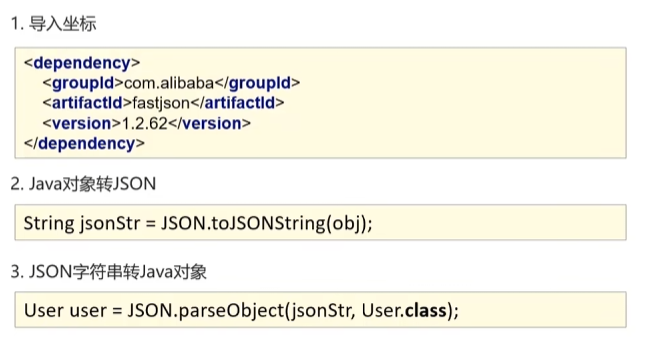 1. 导入坐标
<dependency>
<groupId>com.alibaba</groupId>
<artifactId>fastjson</artifactId>
<version>1.2.62</version>
</dependency>
2. Java对象转JSON
String jsonStr = JSON.toJSONString(obj);
3. JSON字符串转Java对象
User user = JSON.parseObject(jsonStr, User.class);